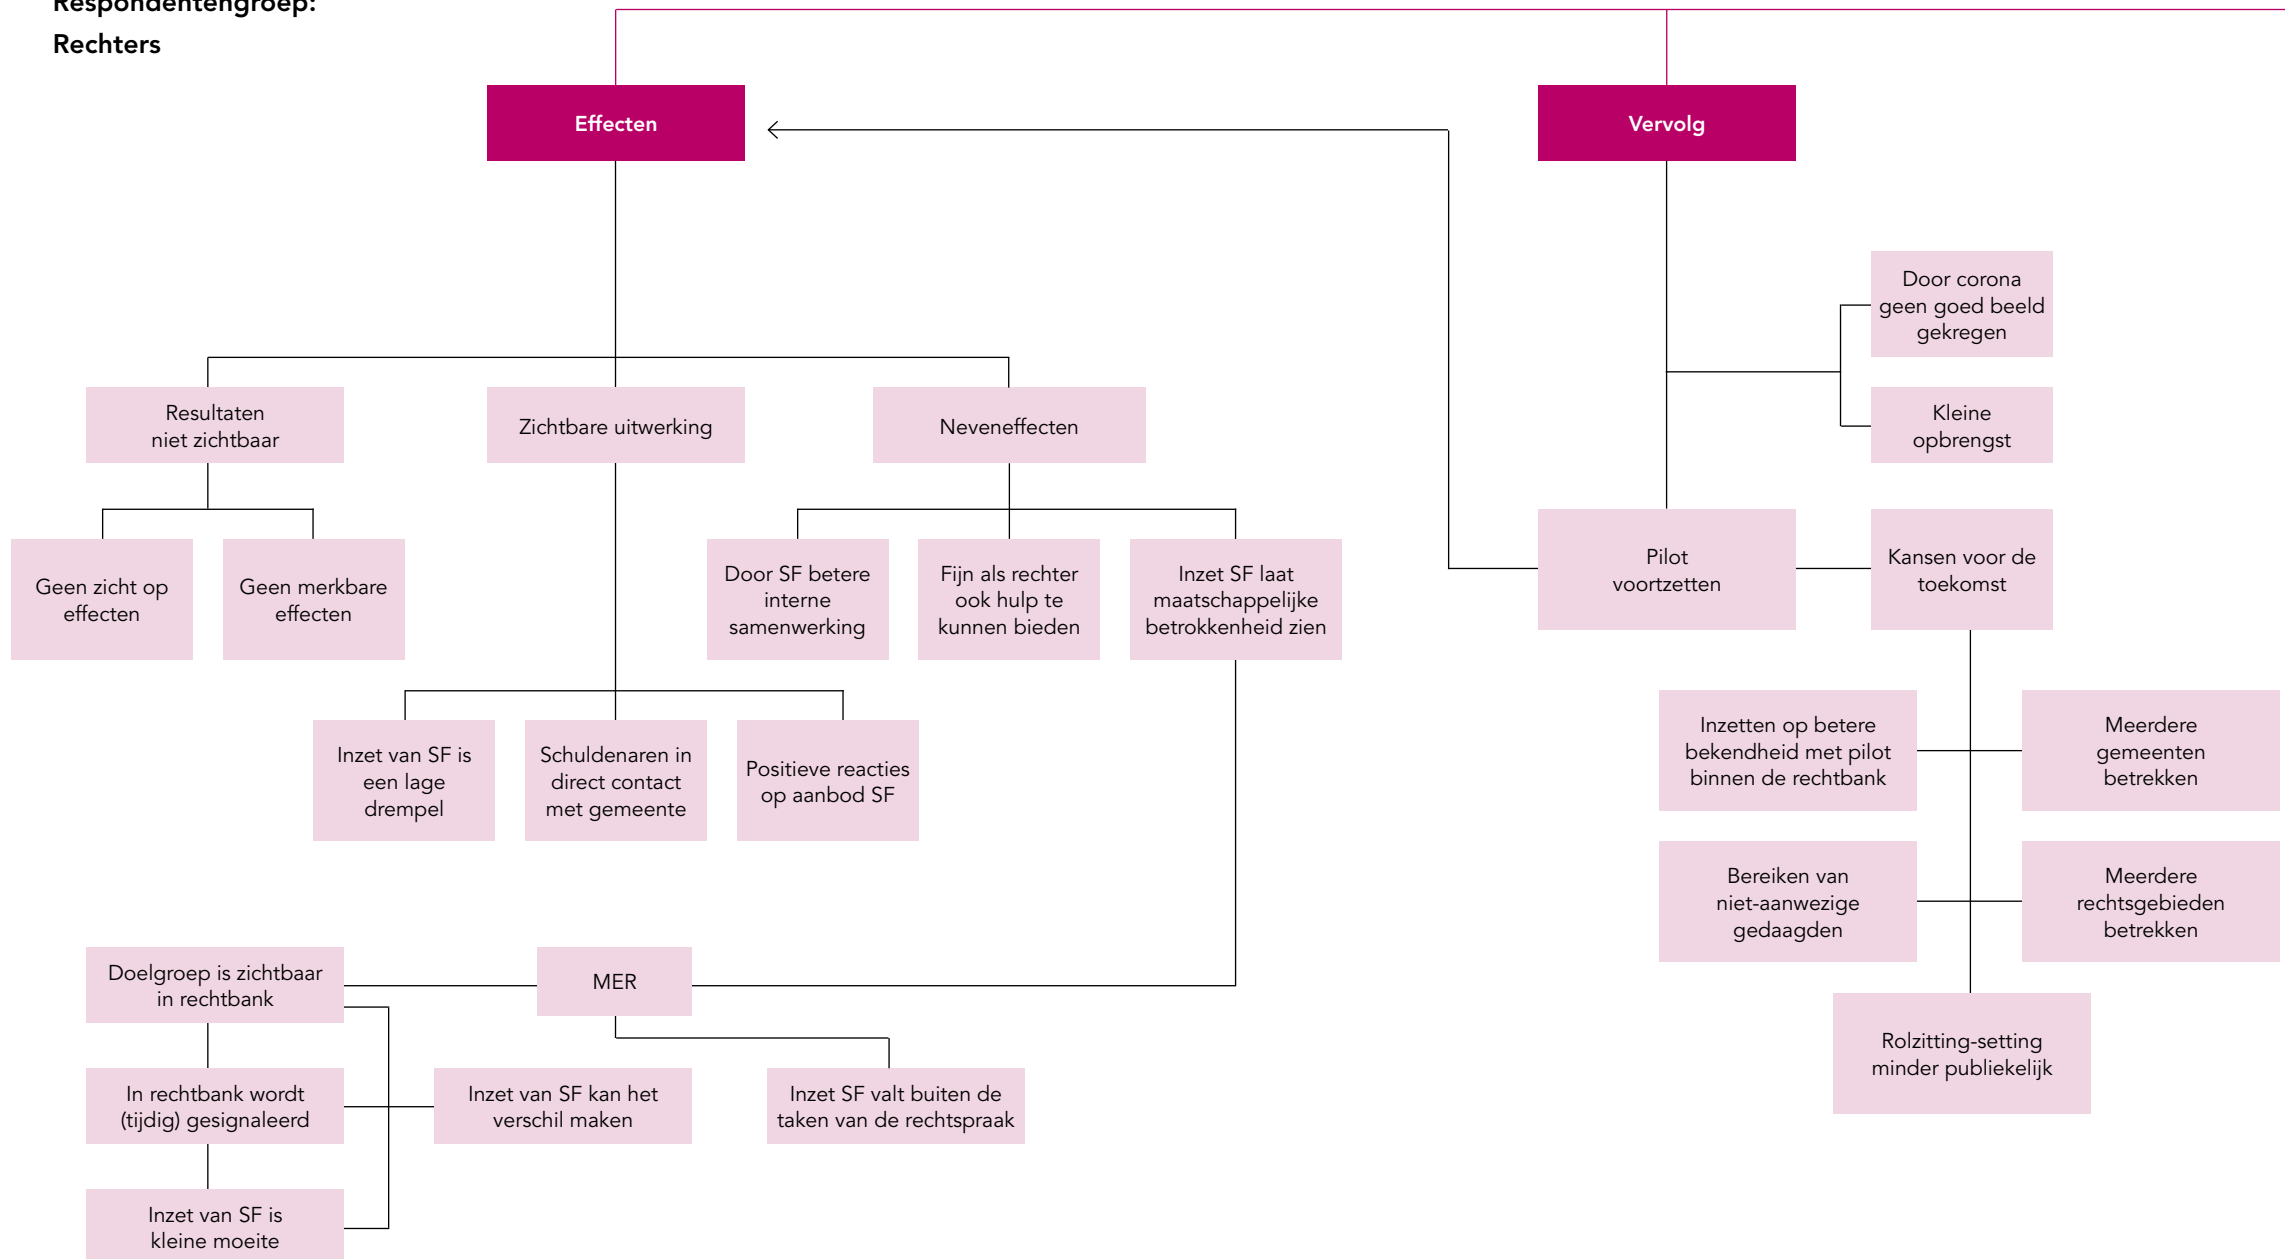 Respondentengroep:
Rechters
Effecten
Vervolg
Door corona
geen goed beeld
gekregen
Kleine
opbrengst
Resultaten
niet zichtbaar
Zichtbare uitwerking
Neveneffecten
Geen zicht op
effecten
Geen merkbare
effecten
Door SF betere
interne
samenwerking
Fijn als rechter
ook hulp te
kunnen bieden
Inzet SF laat
maatschappelijke
betrokkenheid zien
Pilot
voortzetten
Kansen voor de
toekomst
Inzet van SF is
een lage
drempel
Schuldenaren in
direct contact
met gemeente
Positieve reacties
op aanbod SF
Inzetten op betere
bekendheid met pilot
binnen de rechtbank
Meerdere
gemeenten
betrekken
Bereiken van
niet-aanwezige
gedaagden
Meerdere
rechtsgebieden
betrekken
Rolzitting-setting
minder publiekelijk
Doelgroep is zichtbaar
in rechtbank
MER
In rechtbank wordt
(tijdig) gesignaleerd
Inzet van SF kan het
verschil maken
Inzet SF valt buiten de
taken van de rechtspraak
Inzet van SF is
kleine moeite